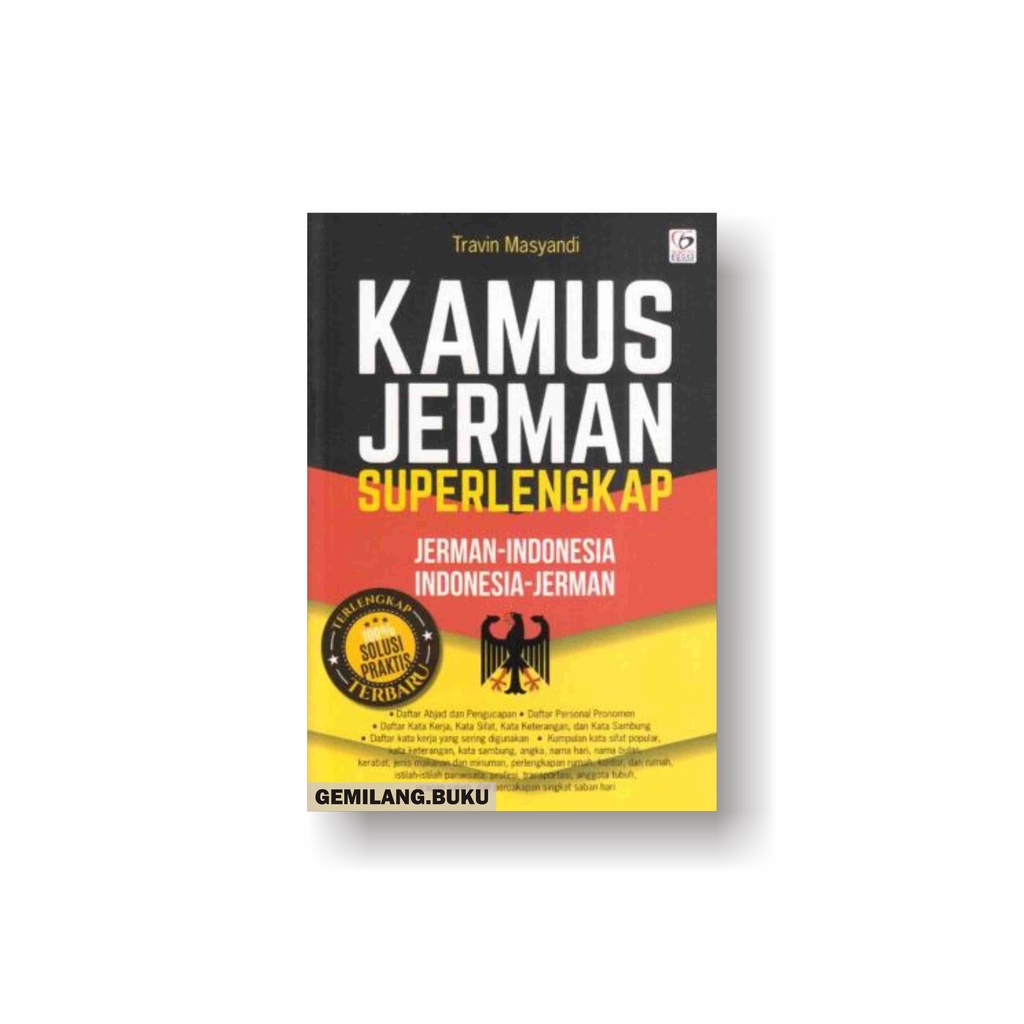 Travin Masyandi
KAMUS
JERMAN
SUPERLENGKAP
JERMAN-INDONESIA
INDONESIA-JERMAN
TERLENGKAP
100%
SOLUSI
PRAKTIS
TERBARU
• Daftar Abjad dan Pengucapan • Daftar Personal Pronomen
• Daftar Kata Kerja, Kata Sifat, Kata Keterangan, dan Kata Sambung
• Daftar kata kerja yang sering digunakan • Kumpulan kata sifat popular,
kata keterangan, kata sambung, angka, nama hari, nama bulan,
kerabat, jenis makanan dan minuman, perlengkapan rumah, kantor, dan rumah,
istilah-istilah pariwisata, profesi, transportasi, anggota tubuh,
percakapan singkat saban hari
GEMILANG.BUKU